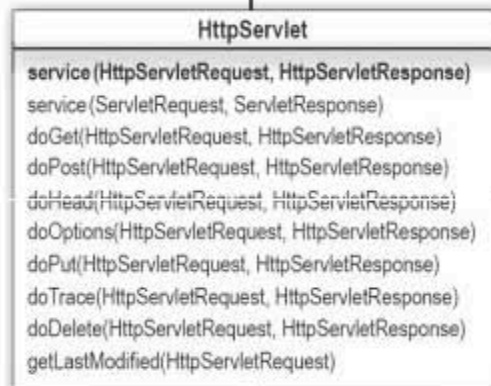 HttpServlet
service(HttpServletRequest, HttpServletResponse)
service(ServletRequest, ServletResponse)
doGet(HttpServletRequest, HttpServletResponse)
doPost(HttpServletRequest, HttpServletResponse)
doHead(HttpServletRequest, HttpServletResponse)
doOptions(HttpServletRequest, HttpServletResponse)
doPut(HttpServletRequest, HttpServletResponse)
doTrace(HttpServletRequest, HttpServletResponse)
doDelete(HttpServletRequest, HttpServletResponse)
getLastModified(HttpServletRequest)